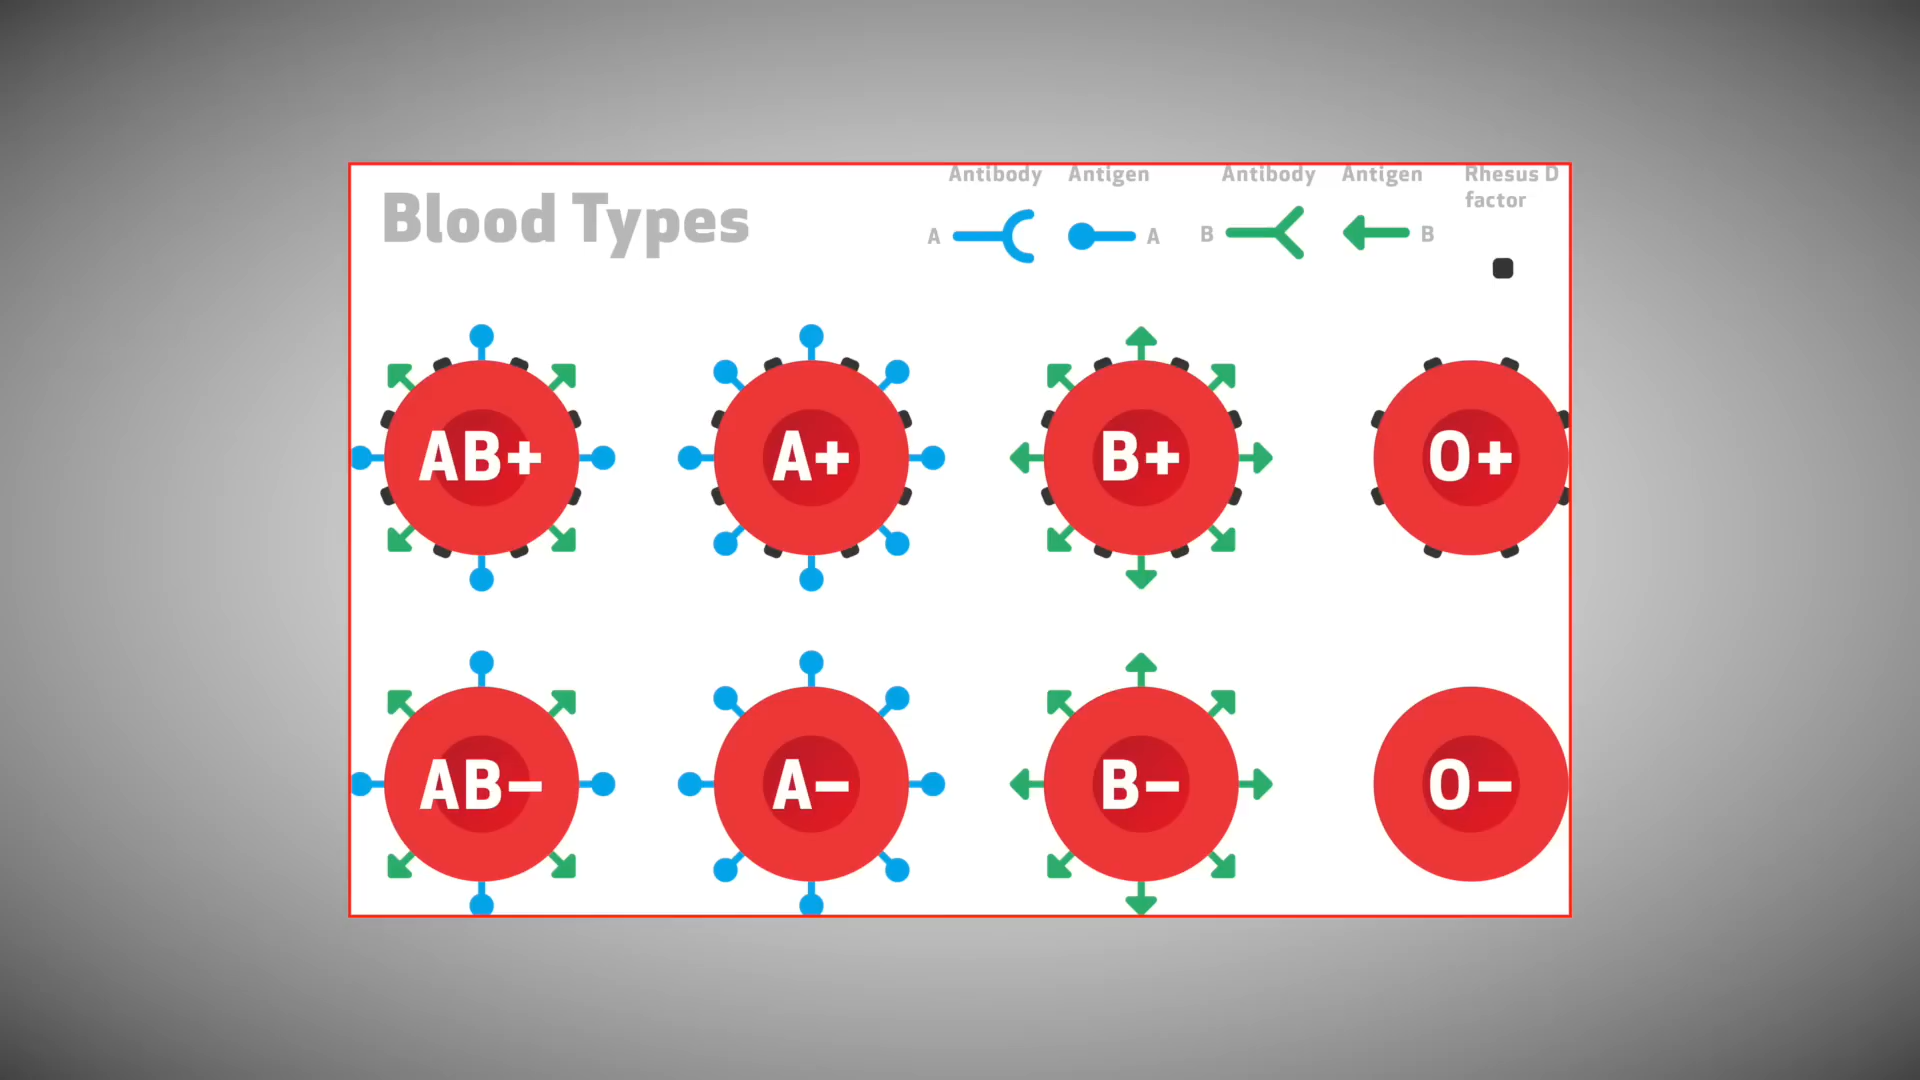 Blood Types
Antibody Antigen Antibody Antigen Rhesus D
factor
A A B B
AB+ A+ B+ O+
AB− A− B− O−